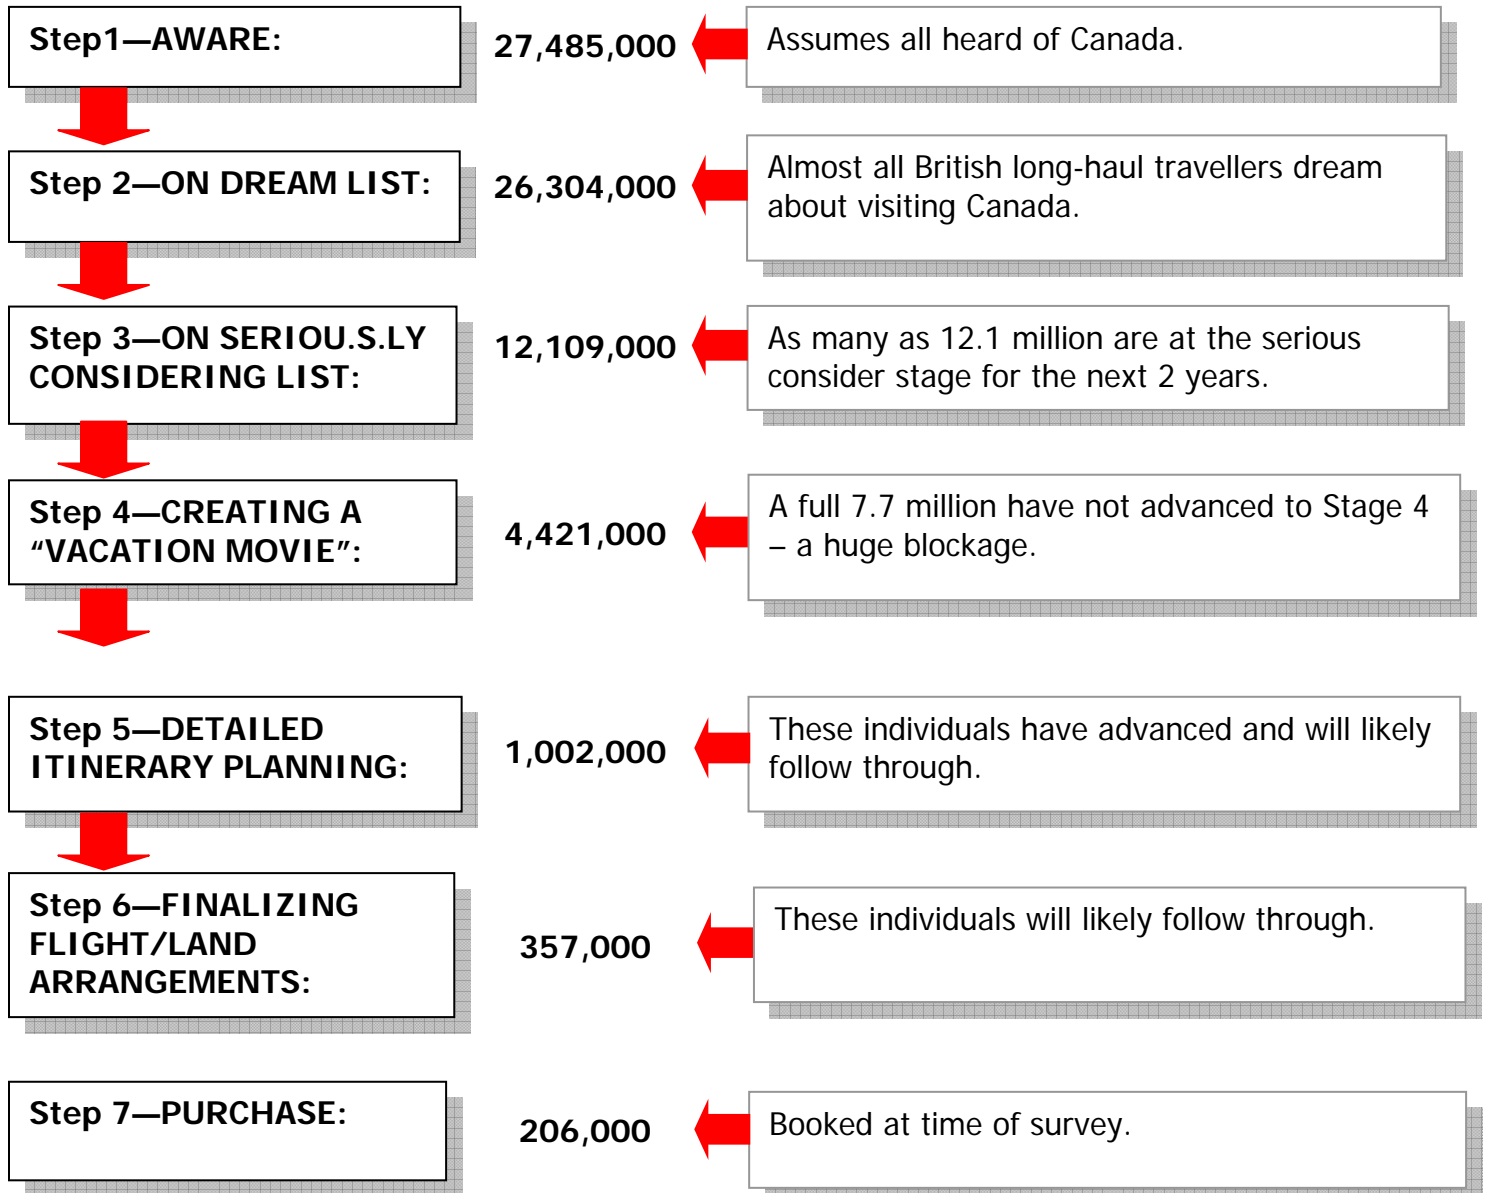 Step1—AWARE:
27,485,000
Assumes all heard of Canada.
Step 2—ON DREAM LIST:
26,304,000
Almost all British long-haul travellers dream
about visiting Canada.
Step 3—ON SERIOU.S.LY
CONSIDERING LIST:
12,109,000
As many as 12.1 million are at the serious
consider stage for the next 2 years.
Step 4—CREATING A
“VACATION MOVIE”:
4,421,000
A full 7.7 million have not advanced to Stage 4
– a huge blockage.
Step 5—DETAILED
ITINERARY PLANNING:
1,002,000
These individuals have advanced and will likely
follow through.
Step 6—FINALIZING
FLIGHT/LAND
ARRANGEMENTS:
357,000
These individuals will likely follow through.
Step 7—PURCHASE:
206,000
Booked at time of survey.